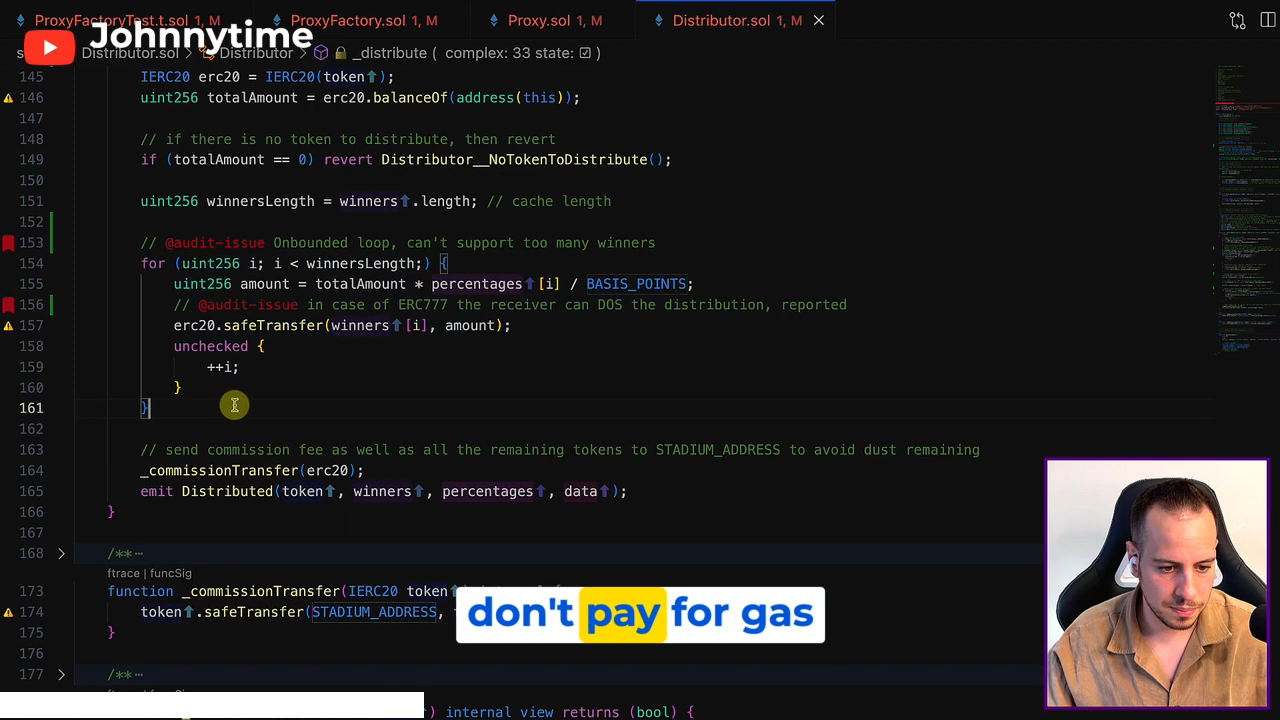 ProxyFactoryTest.t.sol 1, M
ProxyFactory.sol 1, M
Proxy.sol 1, M
Distributor.sol 1, M
Johnnytime
Distributor.sol > Distributor > _distribute ( complex: 33 state: ☑ )
145 IERC20 erc20 = IERC20(token⬆);
146 uint256 totalAmount = erc20.balanceOf(address(this));
147
148 // if there is no token to distribute, then revert
149 if (totalAmount == 0) revert Distributor__NoTokenToDistribute();
150
151 uint256 winnersLength = winners⬆.length; // cache length
152
153 // @audit-issue Onbounded loop, can't support too many winners
154 for (uint256 i; i < winnersLength;) {
155 uint256 amount = totalAmount * percentages⬆[i] / BASIS_POINTS;
156 // @audit-issue in case of ERC777 the receiver can DOS the distribution, reported
157 erc20.safeTransfer(winners⬆[i], amount);
158 unchecked {
159 ++i;
160 }
161 }
162
163 // send commission fee as well as all the remaining tokens to STADIUM_ADDRESS to avoid dust remaining
164 _commissionTransfer(erc20);
165 emit Distributed(token⬆, winners⬆, percentages⬆, data⬆);
166 }
167
168 /** ⋯
ftrace | funcSig
173 function _commissionTransfer(IERC20 token⬆)
174 token⬆.safeTransfer(STADIUM_ADDRESS,
175 }
176
177 /** ⋯
don't pay for gas
) internal view returns (bool) {